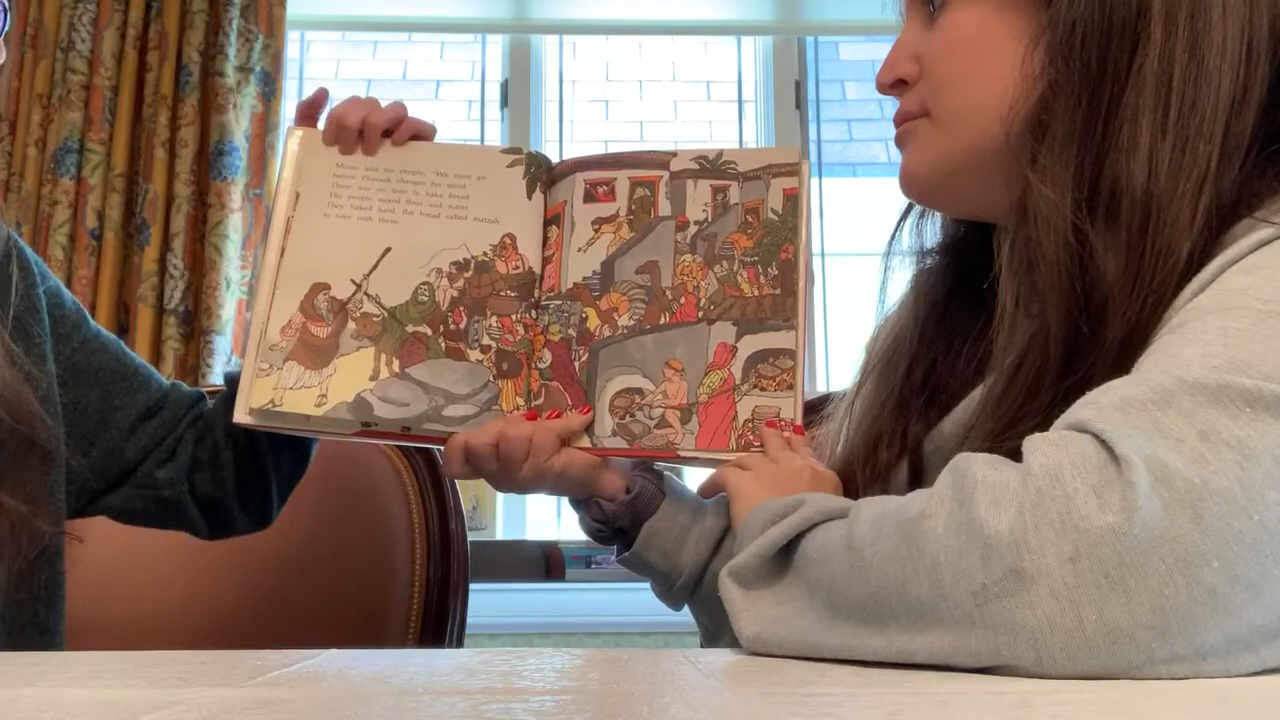 Moses told his people, "We must go
before Pharaoh changes his mind."
There was no time to bake bread.
The people mixed flour and water.
They baked hard, flat bread called matzah
to take with them.